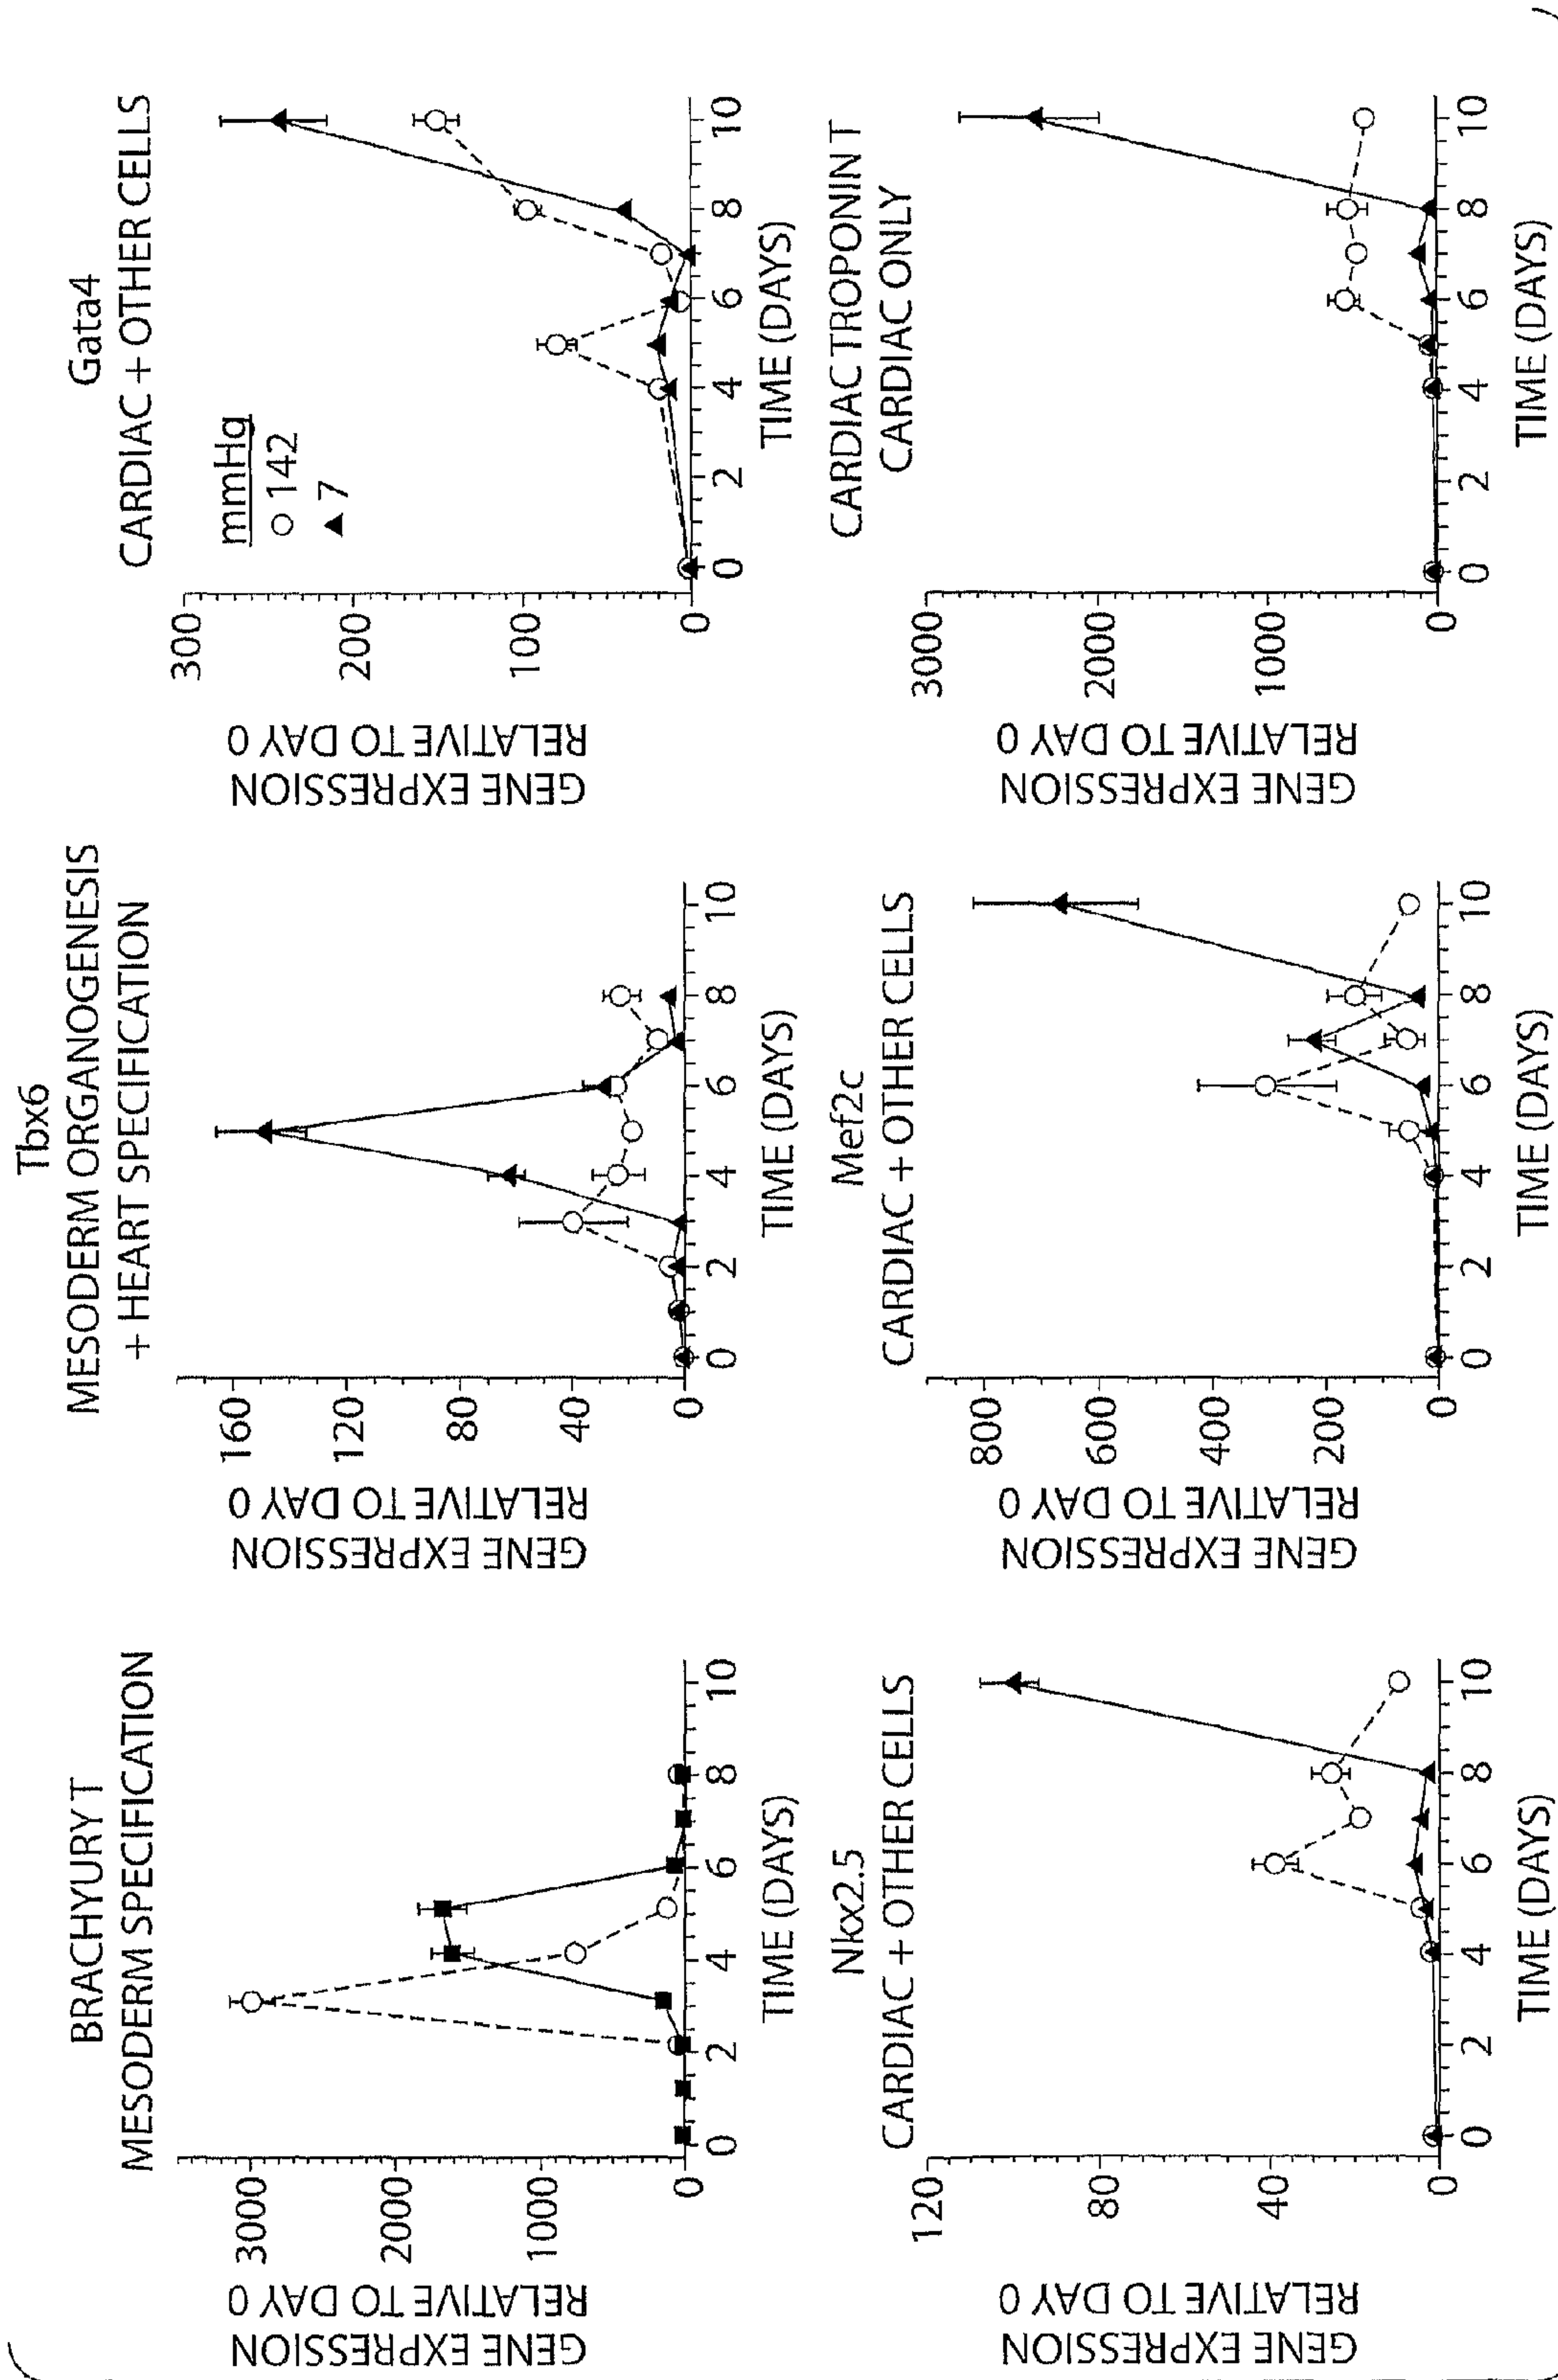 BRACHYURY T
MESODERM SPECIFICATION
GENE EXPRESSION
RELATIVE TO DAY 0
3000
2000
1000
0
0 2 4 6 8 10
TIME (DAYS)
Tbx6
MESODERM ORGANOGENESIS
+ HEART SPECIFICATION
GENE EXPRESSION
RELATIVE TO DAY 0
160
120
80
40
0
0 2 4 6 8 10
TIME (DAYS)
Gata4
CARDIAC + OTHER CELLS
mmHg
142
7
GENE EXPRESSION
RELATIVE TO DAY 0
300
200
100
0
0 2 4 6 8 10
TIME (DAYS)
Nkx2.5
CARDIAC + OTHER CELLS
GENE EXPRESSION
RELATIVE TO DAY 0
120
80
40
0
0 2 4 6 8 10
TIME (DAYS)
Mef2c
CARDIAC + OTHER CELLS
GENE EXPRESSION
RELATIVE TO DAY 0
800
600
400
200
0
0 2 4 6 8 10
TIME (DAYS)
CARDIAC TROPONIN T
CARDIAC ONLY
GENE EXPRESSION
RELATIVE TO DAY 0
3000
2000
1000
0
0 2 4 6 8 10
TIME (DAYS)